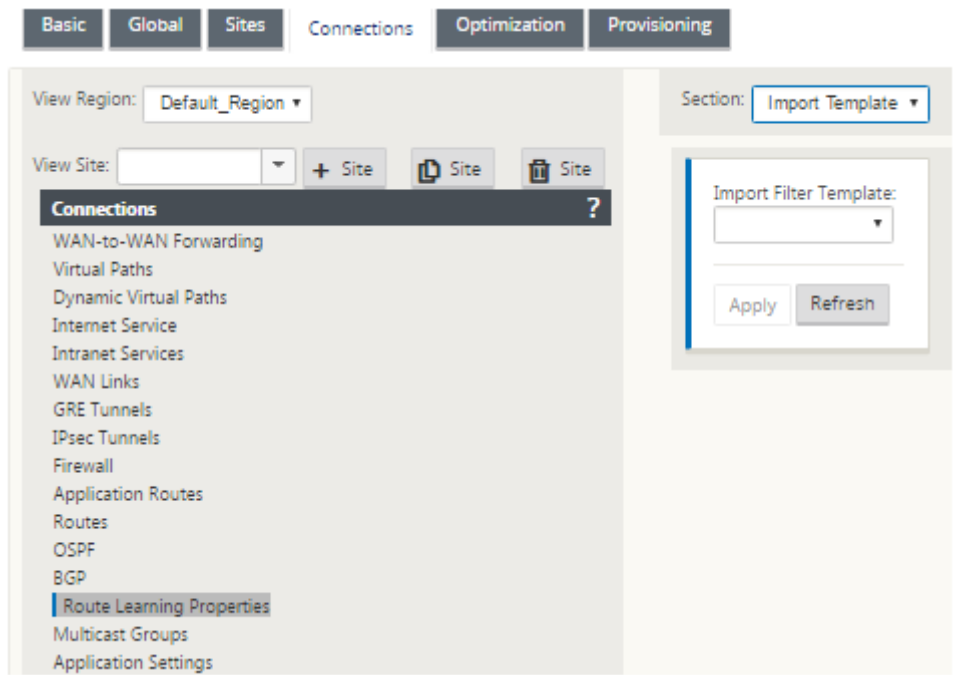 Basic Global Sites Connections Optimization Provisioning
View Region: Default_Region Section: Import Template
View Site: + Site Site Site
Connections ?
Import Filter Template:
WAN-to-WAN Forwarding
Virtual Paths
Dynamic Virtual Paths
Apply Refresh
Internet Service
Intranet Services
WAN Links
GRE Tunnels
IPsec Tunnels
Firewall
Application Routes
Routes
OSPF
BGP
Route Learning Properties
Multicast Groups
Application Settings